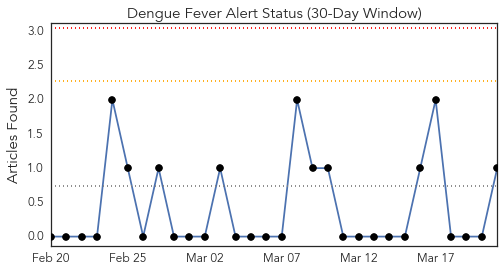 Dengue Fever Alert Status (30-Day Window)
Articles Found
3.0
2.5
2.0
1.5
1.0
0.5
0.0
Feb 20 Feb 25 Mar 02 Mar 07 Mar 12 Mar 17